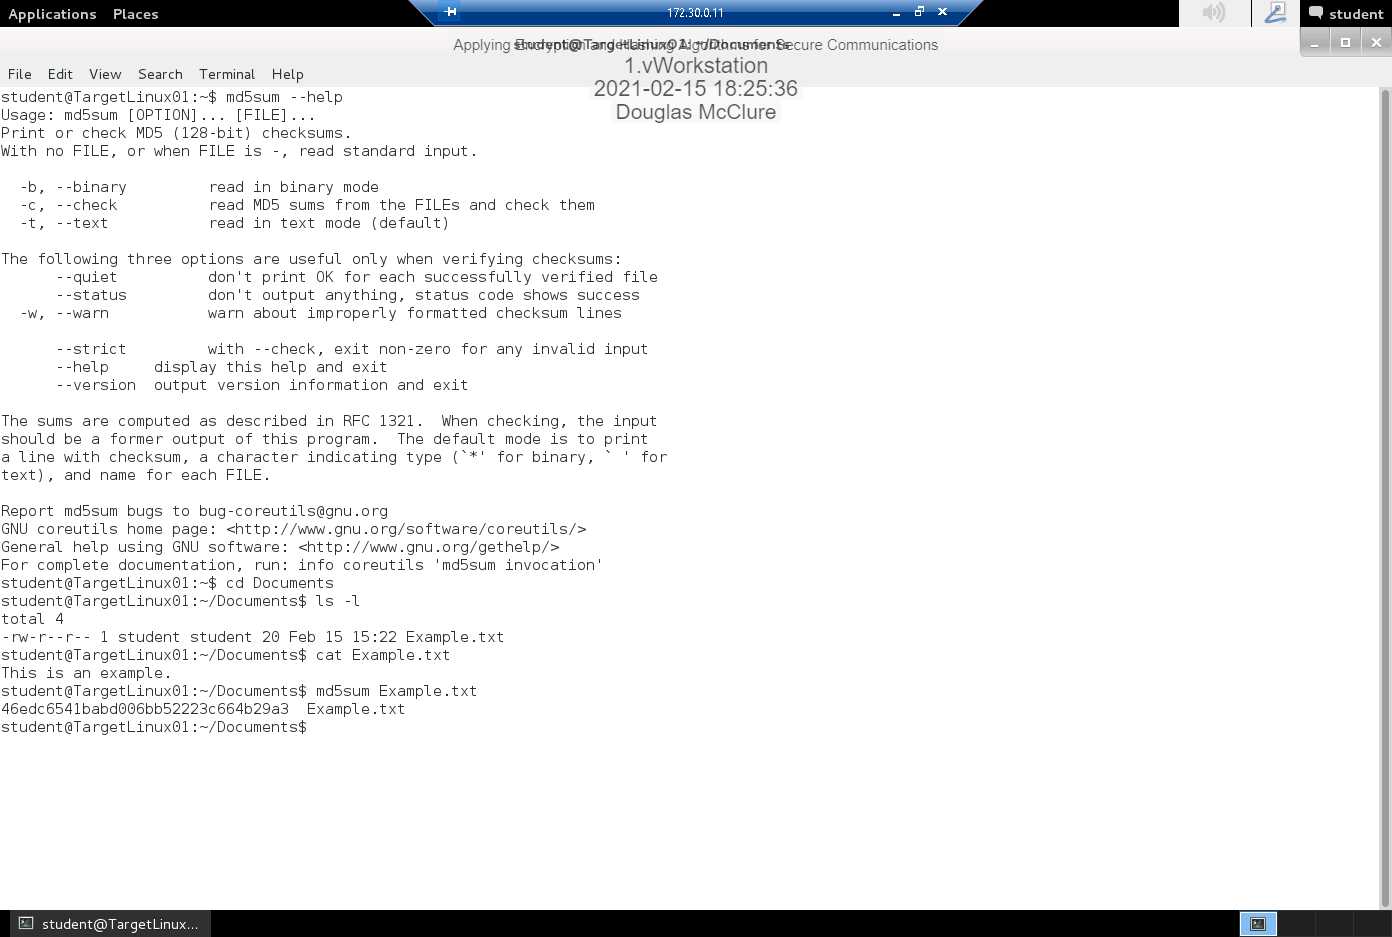 Applications Places 172.30.0.11 student
Applying Encryption and Hashing Algorithms for Secure Communications
student@TargetLinux01: ~/Documents
1.vWorkstation
2021-02-15 18:25:36
Douglas McClure
File Edit View Search Terminal Help
student@TargetLinux01:~$ md5sum --help
Usage: md5sum [OPTION]... [FILE]...
Print or check MD5 (128-bit) checksums.
With no FILE, or when FILE is -, read standard input.
-b, --binary read in binary mode
-c, --check read MD5 sums from the FILEs and check them
-t, --text read in text mode (default)
The following three options are useful only when verifying checksums:
--quiet don't print OK for each successfully verified file
--status don't output anything, status code shows success
-w, --warn warn about improperly formatted checksum lines
--strict with --check, exit non-zero for any invalid input
--help display this help and exit
--version output version information and exit
The sums are computed as described in RFC 1321. When checking, the input
should be a former output of this program. The default mode is to print
a line with checksum, a character indicating type (`*' for binary, ` ' for
text), and name for each FILE.
Report md5sum bugs to bug-coreutils@gnu.org
GNU coreutils home page: <http://www.gnu.org/software/coreutils/>
General help using GNU software: <http://www.gnu.org/gethelp/>
For complete documentation, run: info coreutils 'md5sum invocation'
student@TargetLinux01:~$ cd Documents
student@TargetLinux01:~/Documents$ ls -l
total 4
-rw-r--r-- 1 student student 20 Feb 15 15:22 Example.txt
student@TargetLinux01:~/Documents$ cat Example.txt
This is an example.
student@TargetLinux01:~/Documents$ md5sum Example.txt
46edc6541babd006bb52223c664b29a3  Example.txt
student@TargetLinux01:~/Documents$
student@TargetLinux...